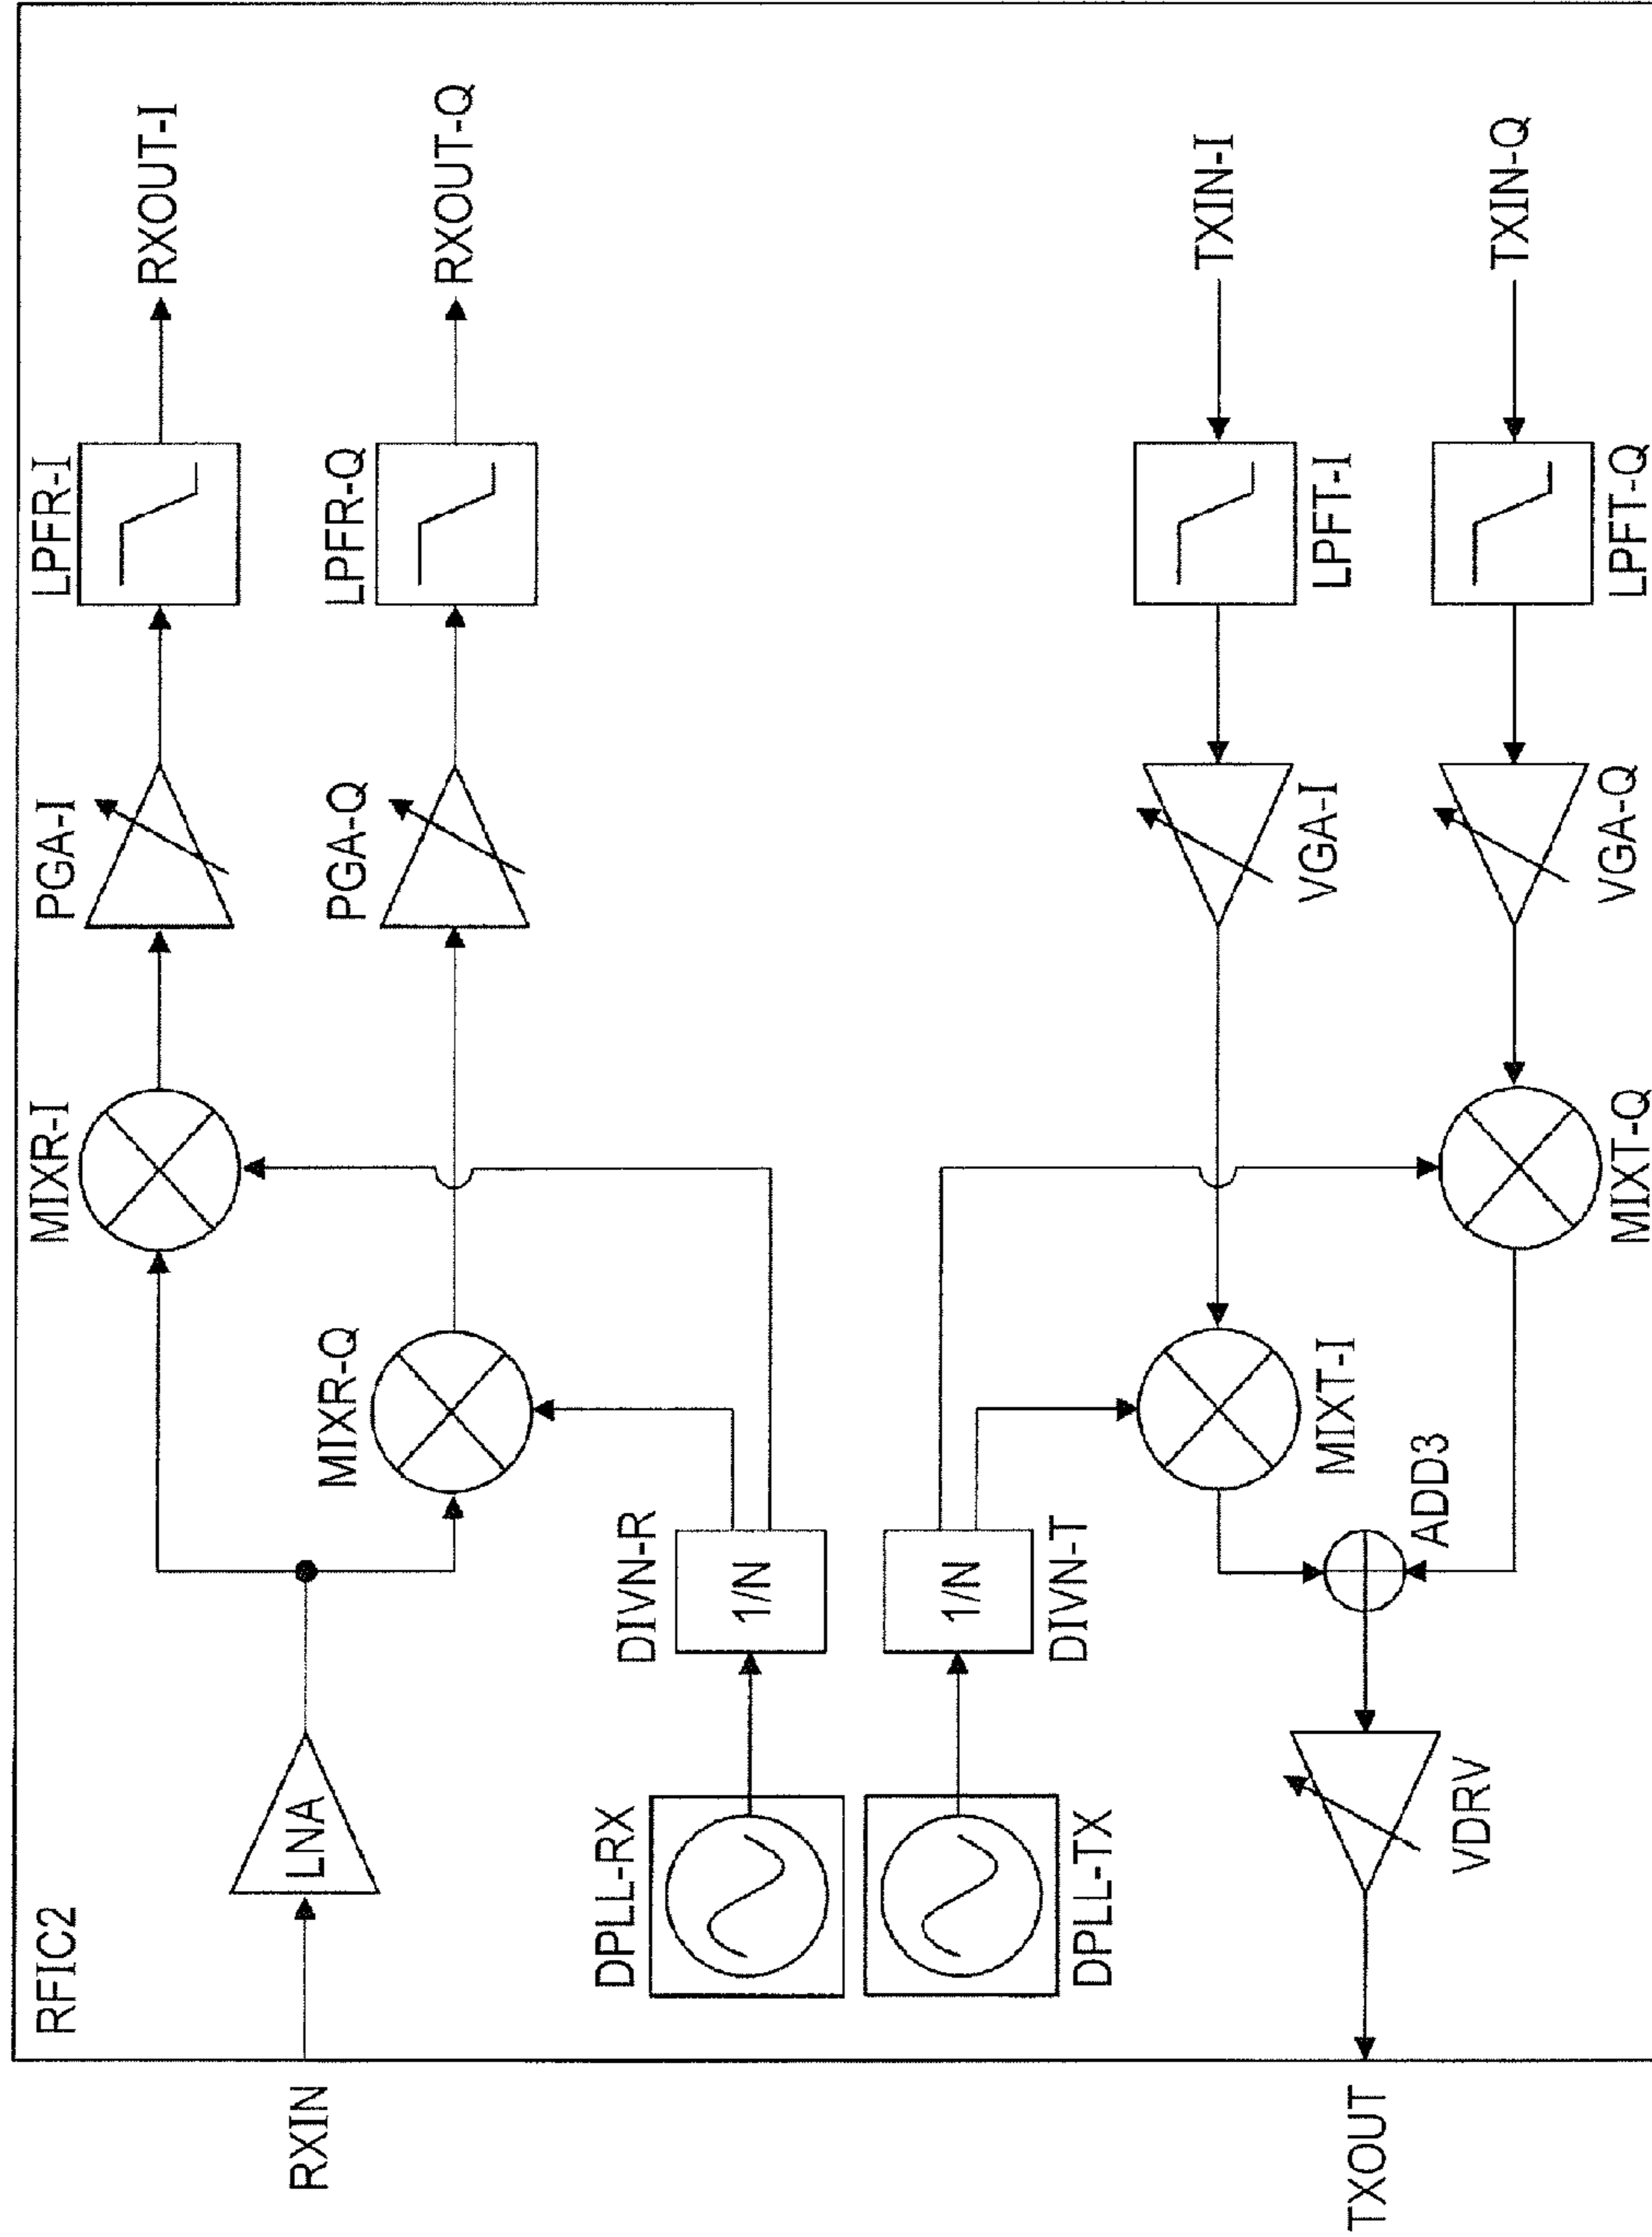 RFIC2
RXIN
LNA
MIXR-I
PGA-I
LPFR-I
RXOUT-I
MIXR-Q
PGA-Q
LPFR-Q
RXOUT-Q
DPLL-RX
DIVN-R
1/N
1/N
DPLL-TX
DIVN-T
TXIN-I
LPFT-I
VGA-I
MIXT-I
TXIN-Q
LPFT-Q
VGA-Q
MIXT-Q
ADD3
VDRV
TXOUT